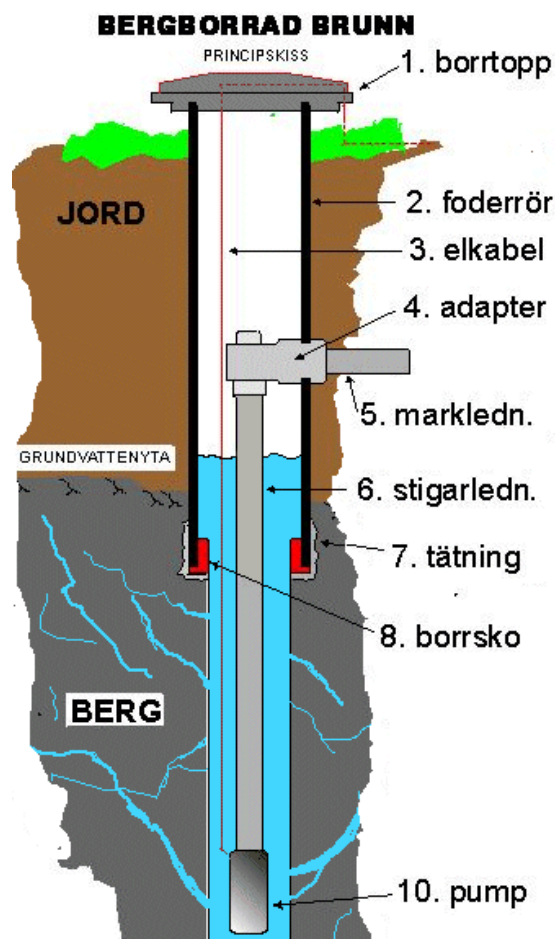 BERGBORRAD BRUNN
PRINCIPSKISS
1. borrtopp
JORD
2. foderrör
3. elkabel
4. adapter
5. markledn.
GRUNDVATTENYTA
6. stigarledn.
7. tätning
8. borrsko
BERG
10. pump